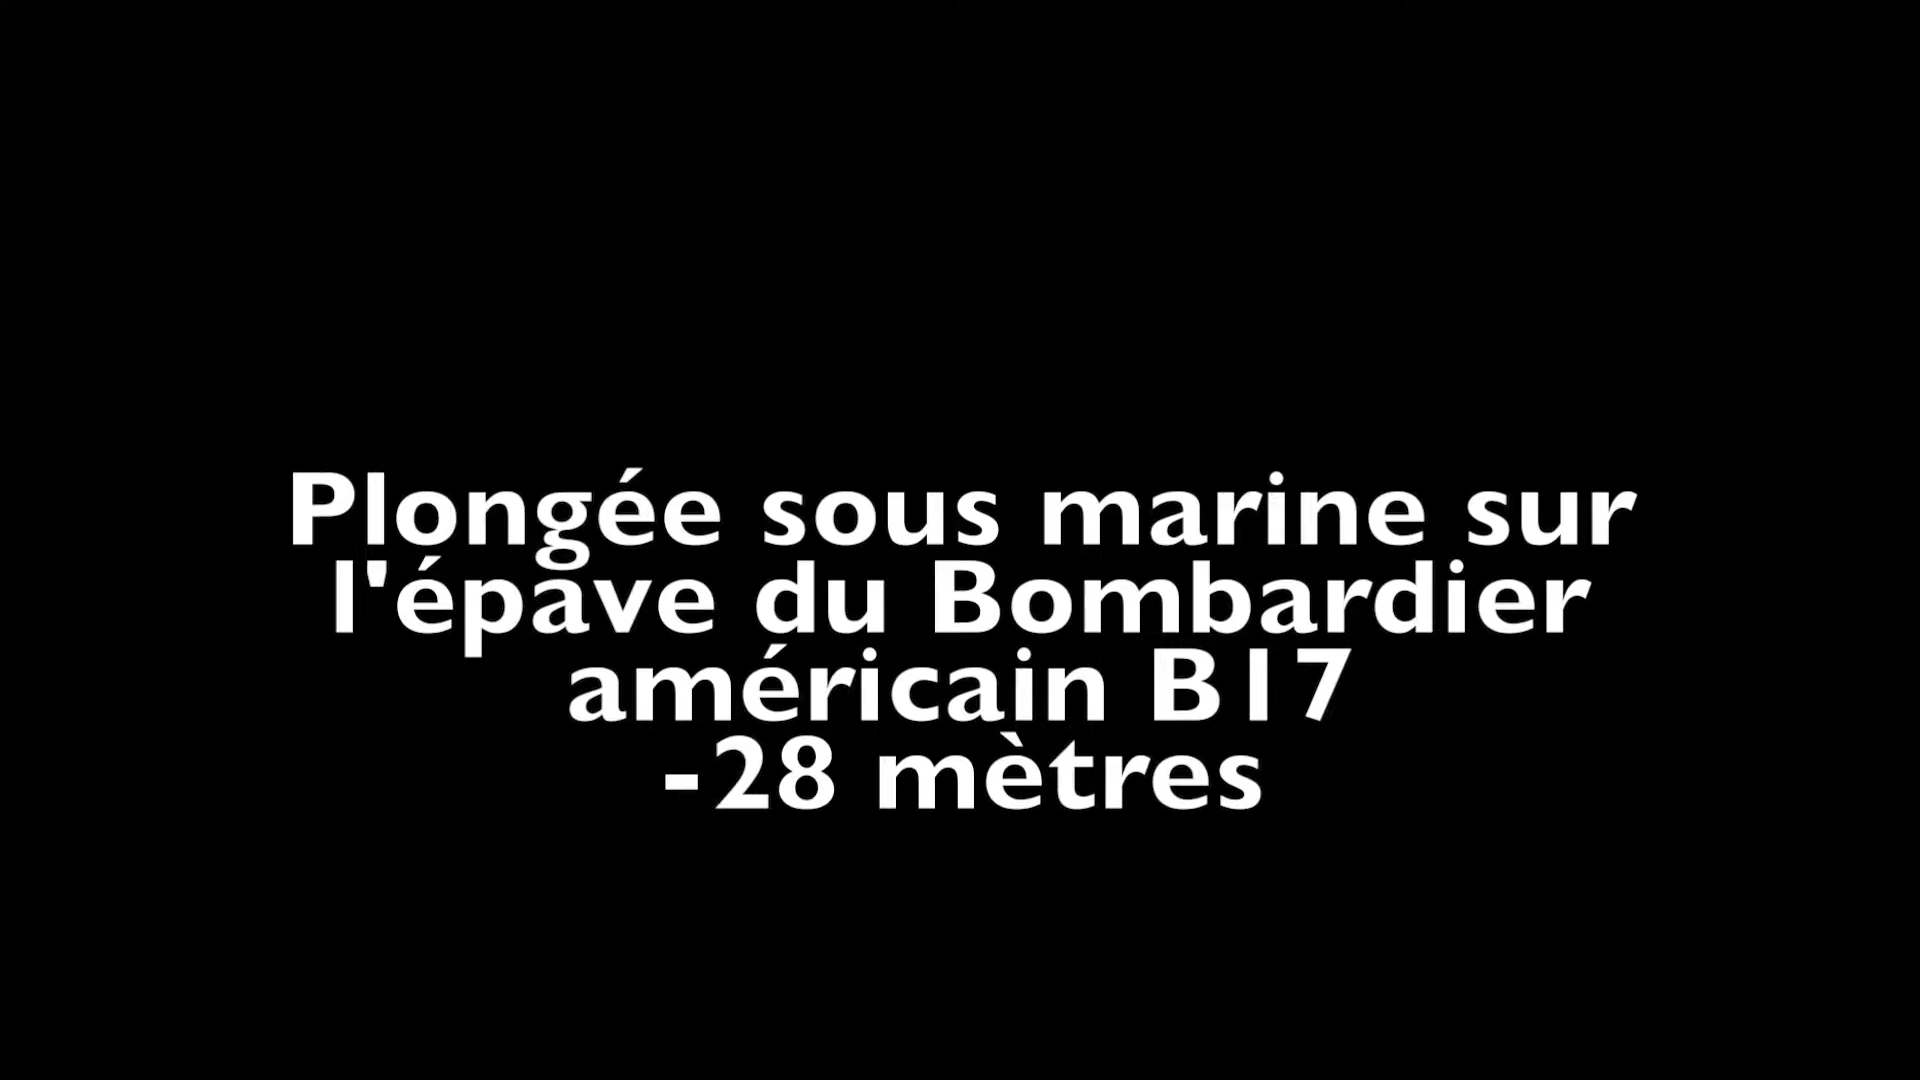 Plongée sous marine sur
l'épave du Bombardier
américain B17
-28 mètres